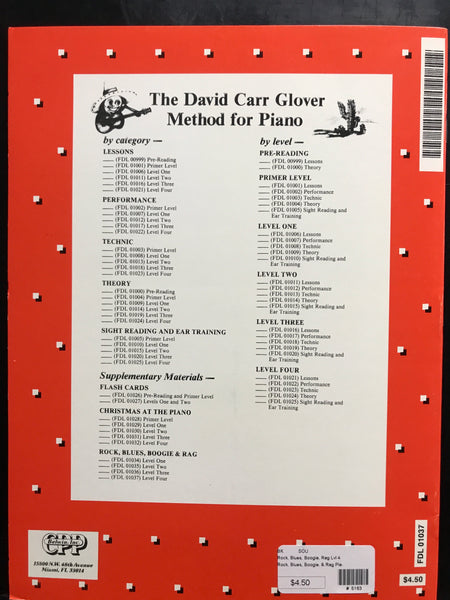 The David Carr Glover
Method for Piano
by category —
LESSONS
(FDL 00999) Pre-Reading
(FDL 01001) Primer Level
(FDL 01006) Level One
(FDL 01011) Level Two
(FDL 01016) Level Three
(FDL 01021) Level Four
PERFORMANCE
(FDL 01002) Primer Level
(FDL 01007) Level One
(FDL 01012) Level Two
(FDL 01017) Level Three
(FDL 01022) Level Four
TECHNIC
(FDL 01003) Primer Level
(FDL 01008) Level One
(FDL 01013) Level Two
(FDL 01018) Level Three
(FDL 01023) Level Four
THEORY
(FDL 01000) Pre-Reading
(FDL 01004) Primer Level
(FDL 01009) Level One
(FDL 01014) Level Two
(FDL 01019) Level Three
(FDL 01024) Level Four
SIGHT READING AND EAR TRAINING
(FDL 01005) Primer Level
(FDL 01010) Level One
(FDL 01015) Level Two
(FDL 01020) Level Three
(FDL 01025) Level Four
Supplementary Materials —
FLASH CARDS
(FDL 01026) Pre-Reading and Primer Level
(FDL 01027) Levels One and Two
CHRISTMAS AT THE PIANO
(FDL 01028) Primer Level
(FDL 01029) Level One
(FDL 01030) Level Two
(FDL 01031) Level Three
(FDL 01032) Level Four
ROCK, BLUES, BOOGIE & RAG
(FDL 01034) Level One
(FDL 01035) Level Two
(FDL 01036) Level Three
(FDL 01037) Level Four
by level —
PRE-READING
(FDL 00999) Lessons
(FDL 01000) Theory
PRIMER LEVEL
(FDL 01001) Lessons
(FDL 01002) Performance
(FDL 01003) Technic
(FDL 01004) Theory
(FDL 01005) Sight Reading and
Ear Training
LEVEL ONE
(FDL 01006) Lessons
(FDL 01007) Performance
(FDL 01008) Technic
(FDL 01009) Theory
(FDL 01010) Sight Reading and
Ear Training
LEVEL TWO
(FDL 01011) Lessons
(FDL 01012) Performance
(FDL 01013) Technic
(FDL 01014) Theory
(FDL 01015) Sight Reading and
Ear Training
LEVEL THREE
(FDL 01016) Lessons
(FDL 01017) Performance
(FDL 01018) Technic
(FDL 01019) Theory
(FDL 01020) Sight Reading and
Ear Training
LEVEL FOUR
(FDL 01021) Lessons
(FDL 01022) Performance
(FDL 01023) Technic
(FDL 01024) Theory
(FDL 01025) Sight Reading and
Ear Training
CPP
Belwin, Inc.
15800 N.W. 48th Avenue
Miami, FL 33014
BK SOU
Rock, Blues, Boogie, Rag Lvl 4
Rock, Blues, Boogie, & Rag Pia
$4.50
# 5163
FDL 01037
$4.50